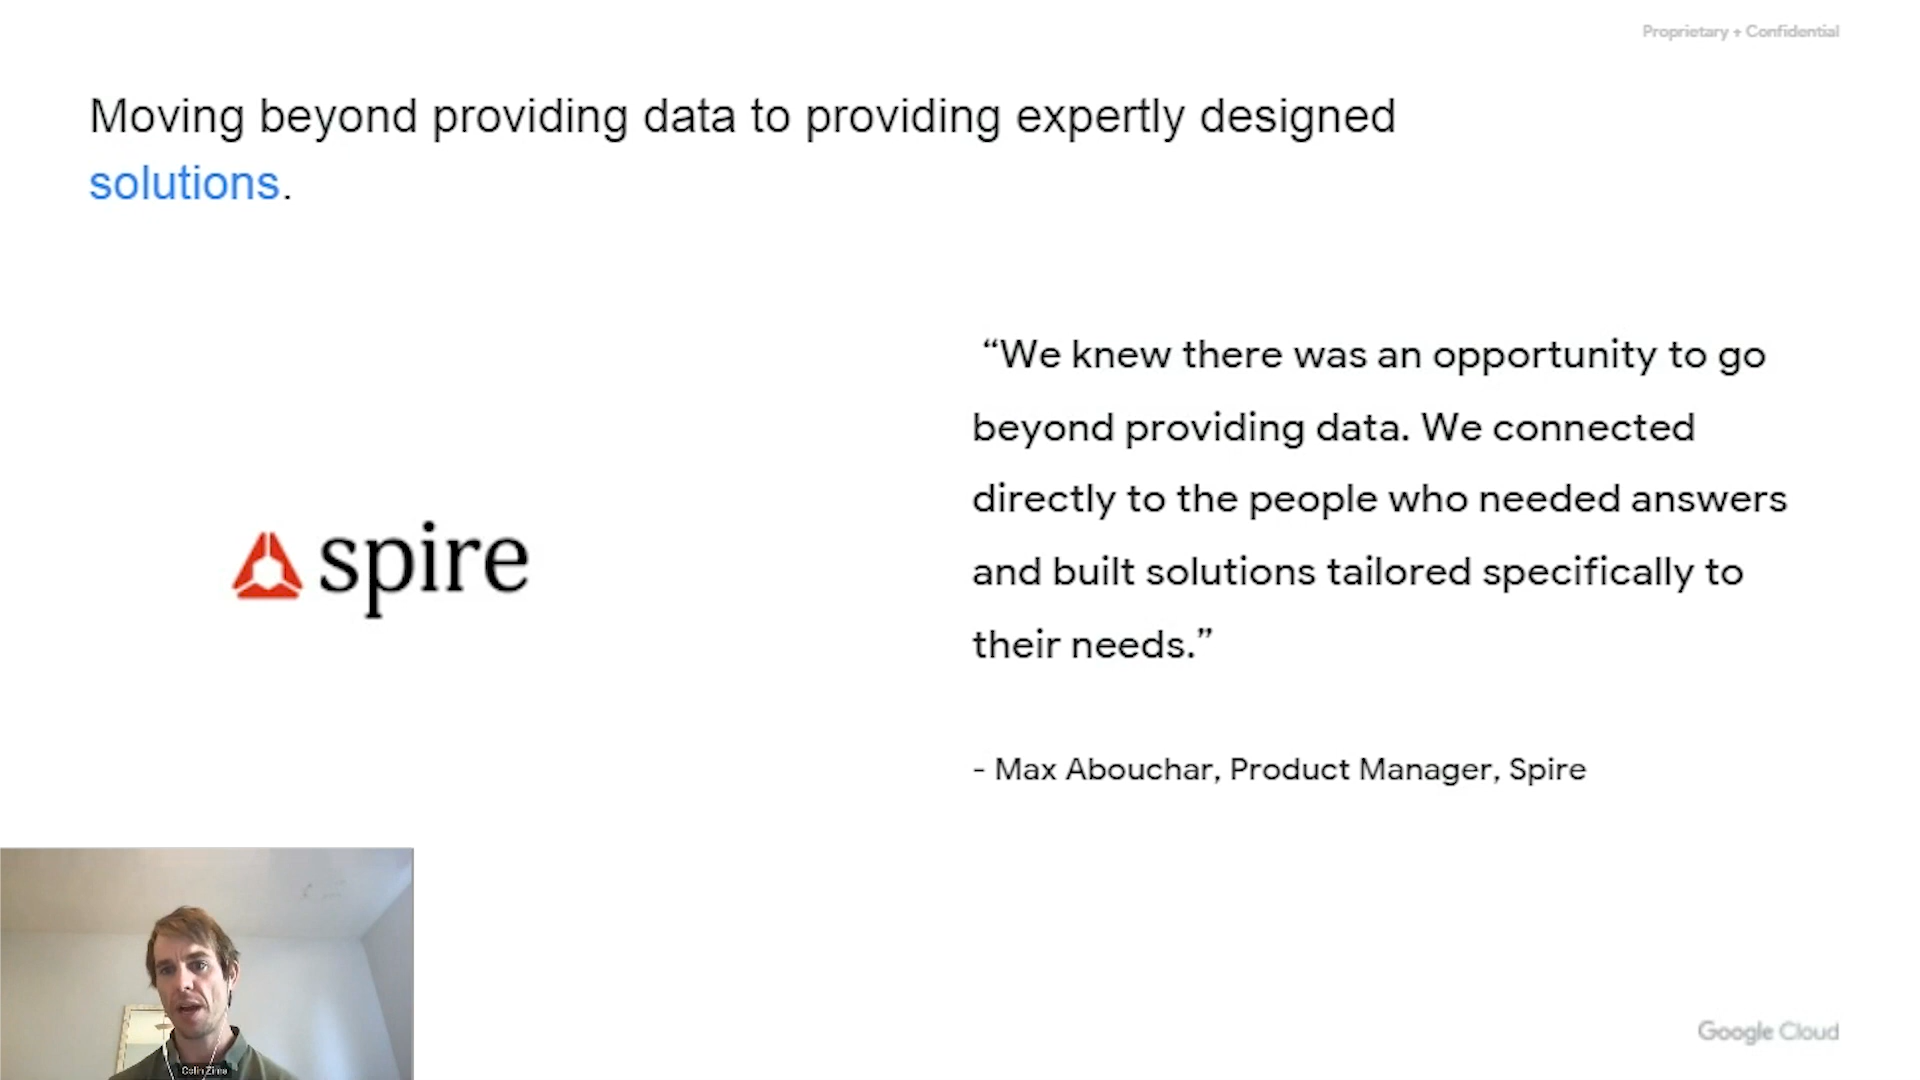 Proprietary + Confidential
Moving beyond providing data to providing expertly designed
solutions.
spire
“We knew there was an opportunity to go
beyond providing data. We connected
directly to the people who needed answers
and built solutions tailored specifically to
their needs.”
- Max Abouchar, Product Manager, Spire
Colin Zima
Google Cloud